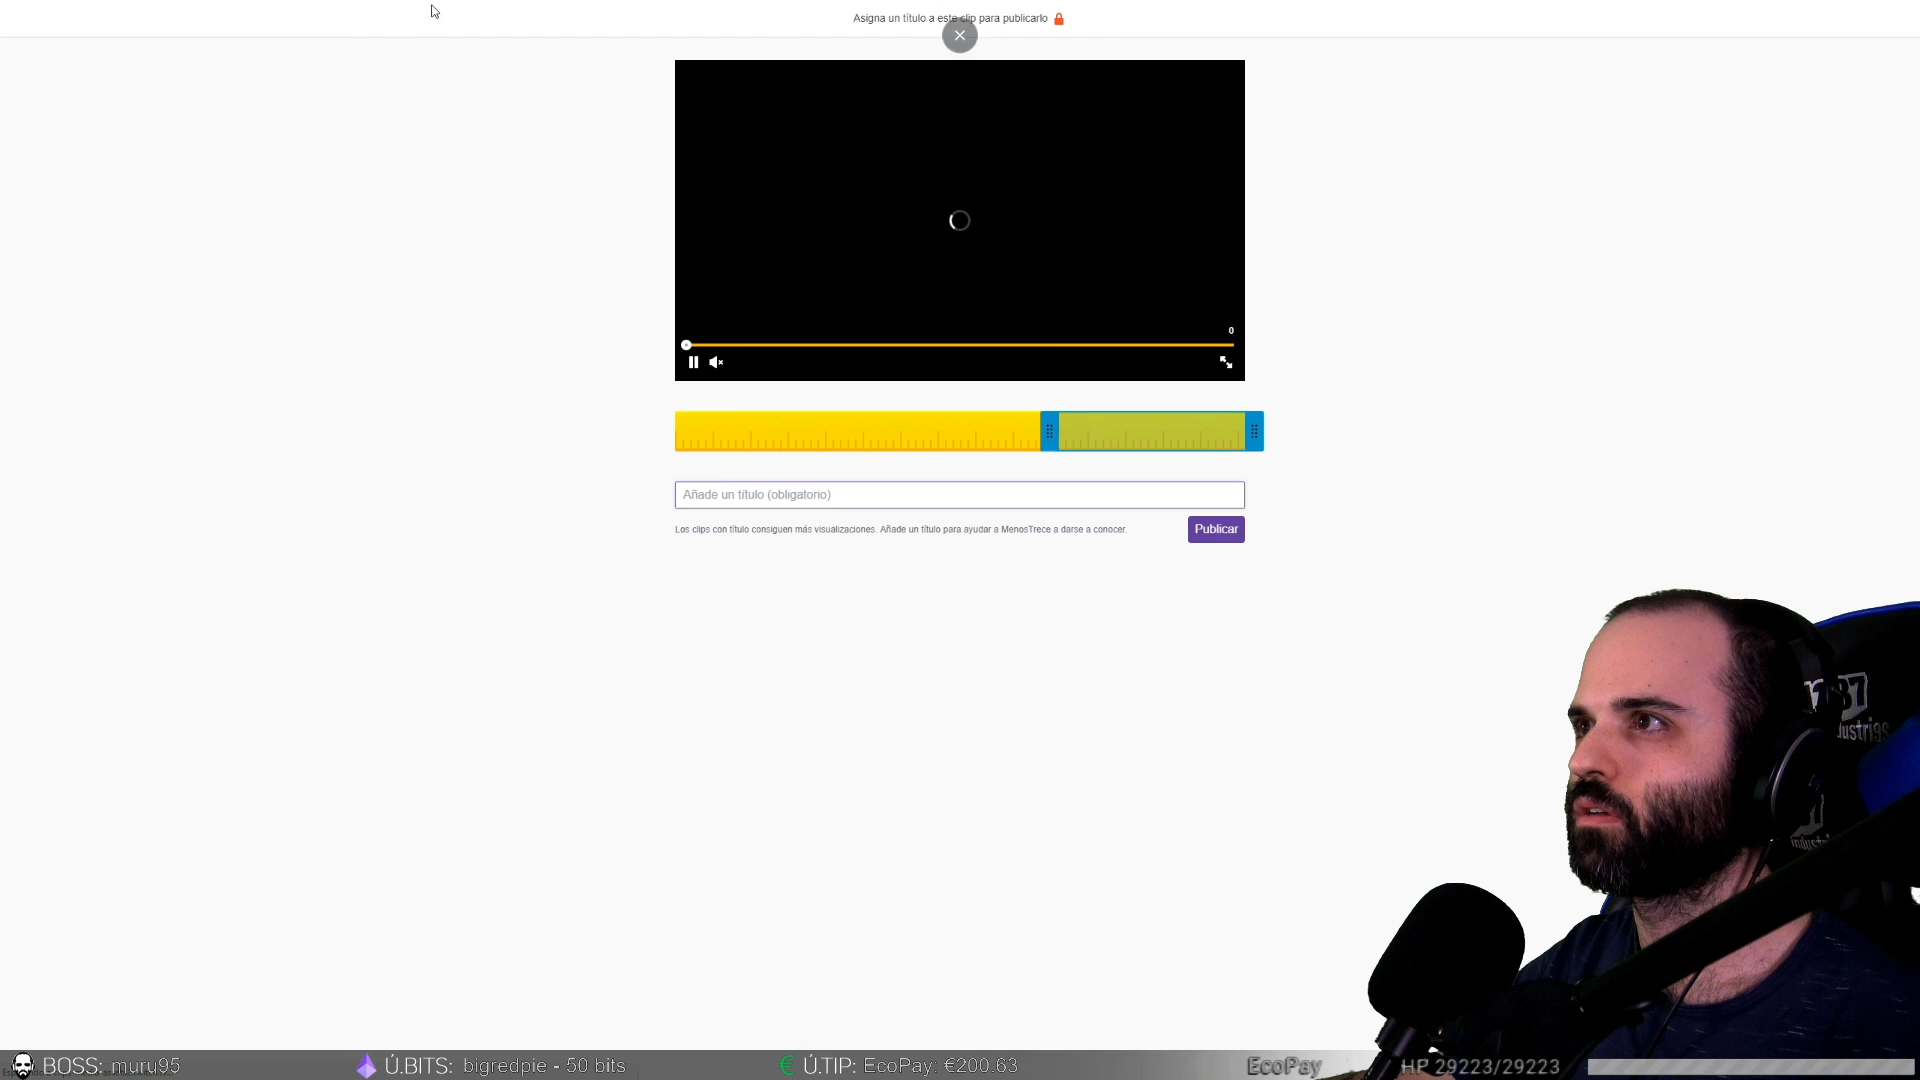 Asigna un título a este clip para publicarlo
0
Añade un título (obligatorio)
Los clips con título consiguen más visualizaciones. Añade un título para ayudar a MenosTrece a darse a conocer.
Publicar
BOSS: muru95
Ú.BITS: bigredpie - 50 bits
€ Ú.TIP: EcoPay: €200.63
EcoPay
HP 29223/29223